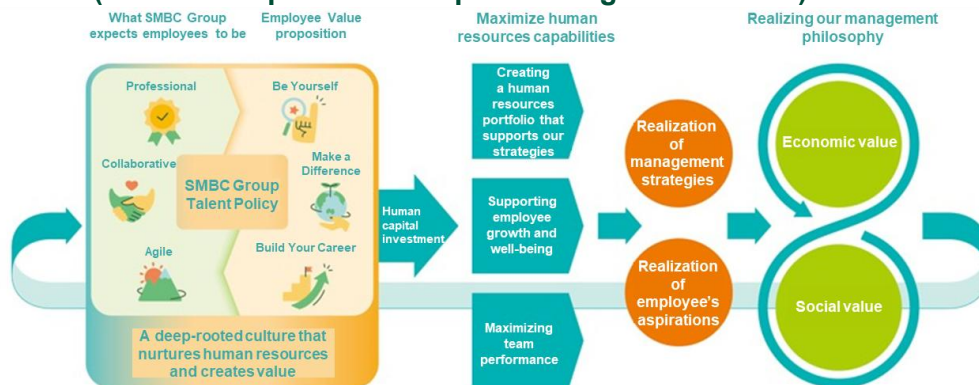 What SMBC Group
expects employees to be
Employee Value
proposition
Maximize human
resources capabilities
Realizing our management
philosophy
Professional
Be Yourself
Collaborative
Make a
Difference
SMBC Group
Talent Policy
Agile
Build Your Career
A deep-rooted culture that
nurtures human resources
and creates value
Human
capital
investment
Creating
a human
resources
portfolio that
supports our
strategies
Supporting
employee
growth and
well-being
Maximizing
team
performance
Realization
of
management
strategies
Realization
of
employee's
aspirations
Economic value
Social value